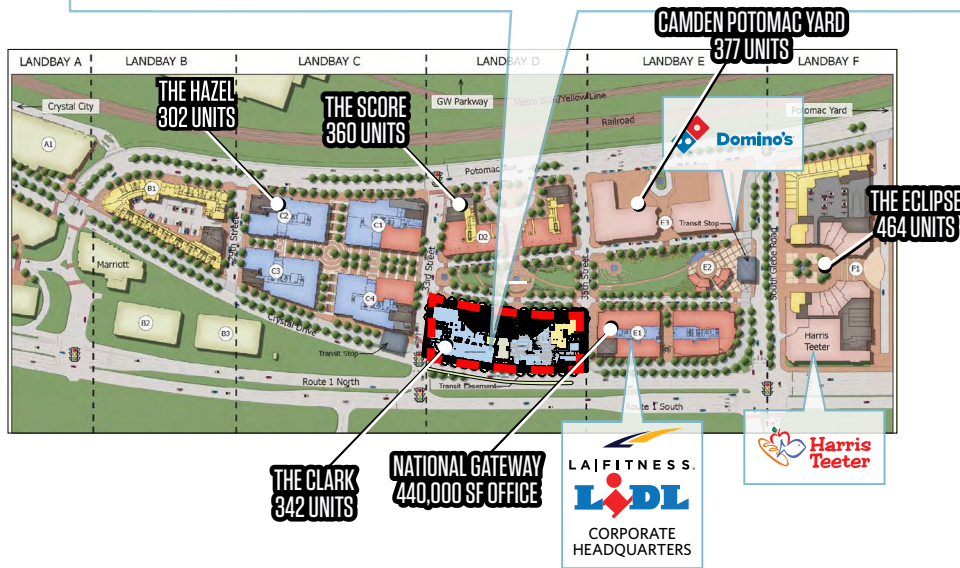 CAMDEN POTOMAC YARD
377 UNITS
LANDBAY A
LANDBAY B
LANDBAY C
LANDBAY D
LANDBAY E
LANDBAY F
THE HAZEL
302 UNITS
THE SCORE
360 UNITS
Crystal City
GW Parkway
Metro Blue/Yellow Line
Railroad
Potomac Yard
Domino's
Potomac
A1
B1
C2
C1
D2
E3
Transit Stop
THE ECLIPSE
464 UNITS
29th Street
33rd Street
35th Street
South Glebe Road
Marriott
C3
C4
E2
F1
B2
B3
Crystal Drive
Transit Stop
E1
Harris
Teeter
Route 1 North
Transit Easement
Route 1 South
THE CLARK
342 UNITS
NATIONAL GATEWAY
440,000 SF OFFICE
LA|FITNESS.
LiDL
CORPORATE
HEADQUARTERS
Harris
Teeter